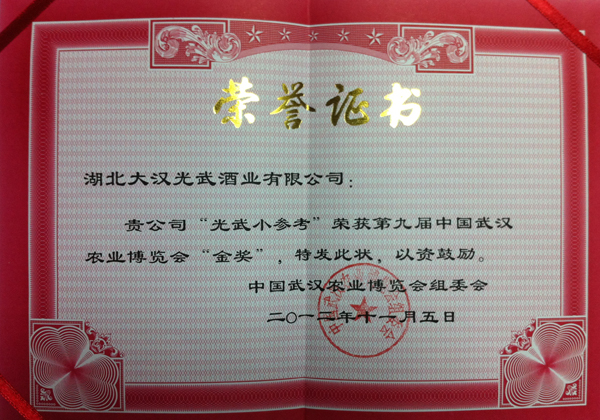 荣誉证书
湖北大汉光武酒业有限公司：
贵公司“光武小参考”荣获第九届中国武汉
农业博览会“金奖”，特发此状，以资鼓励。
中国武汉农业博览会组委会
二〇一二年十一月五日